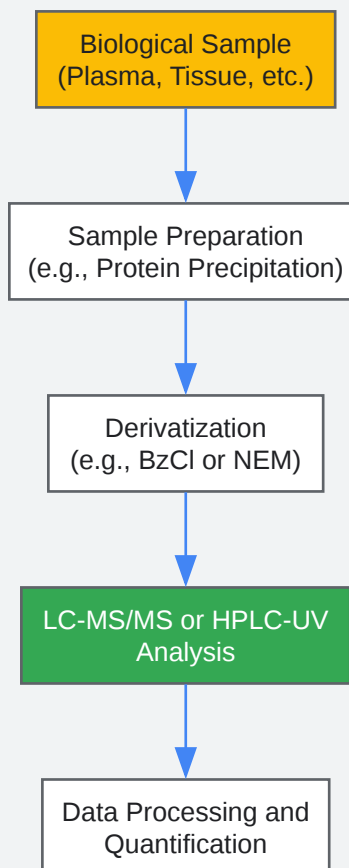 Biological Sample
(Plasma, Tissue, etc.)
Sample Preparation
(e.g., Protein Precipitation)
Derivatization
(e.g., BzCl or NEM)
LC-MS/MS or HPLC-UV
Analysis
Data Processing and
Quantification